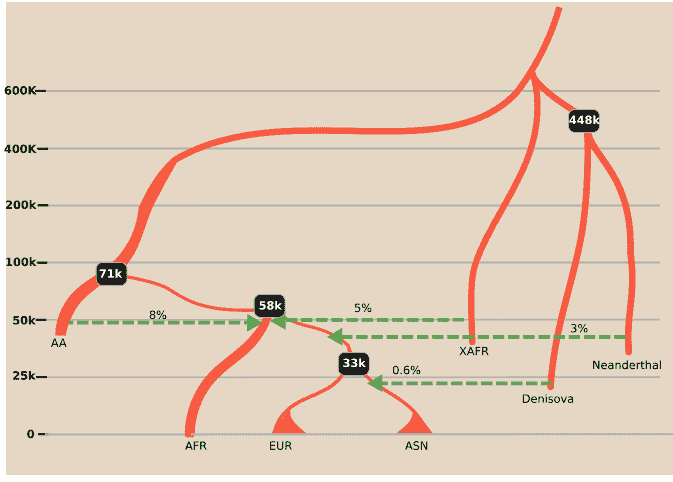 600K
448k
400K
200k
100k
71k
58k
5%
8%
50k
3%
AA
XAFR
33k
Neanderthal
0.6%
25k
Denisova
0
AFR
EUR
ASN